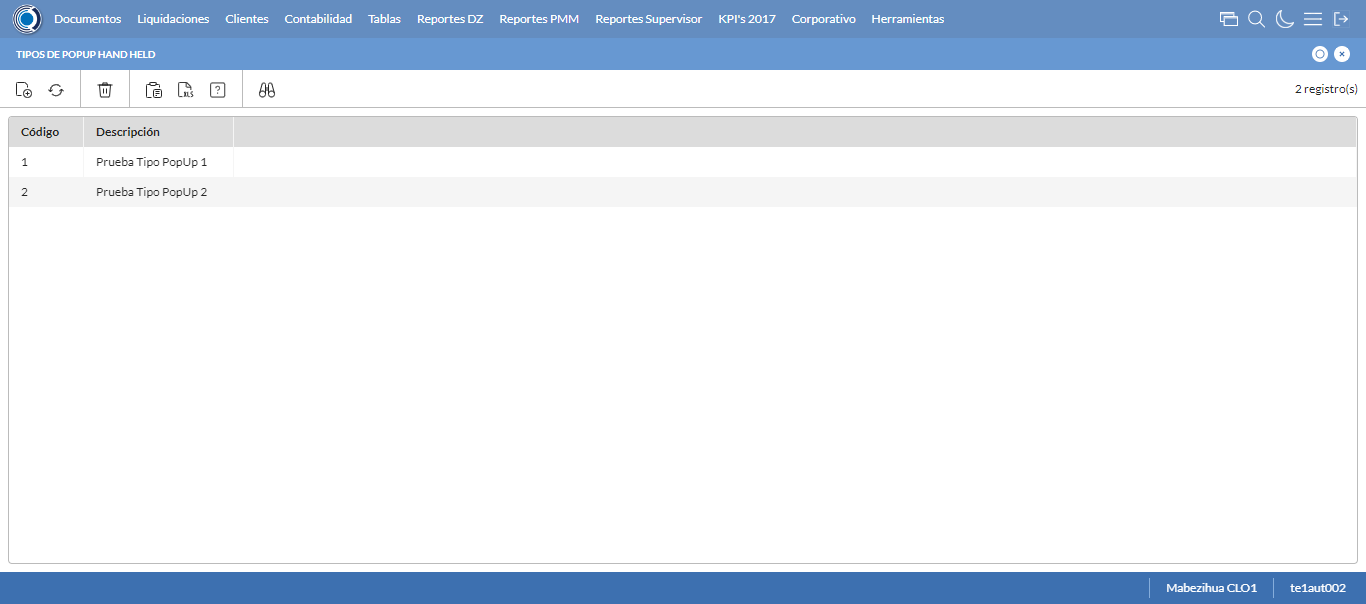 Documentos Liquidaciones Clientes Contabilidad Tablas Reportes DZ Reportes PMM Reportes Supervisor KPI's 2017 Corporativo Herramientas
TIPOS DE POPUP HAND HELD
XLS ? 2 registro(s)
Código Descripción
1 Prueba Tipo PopUp 1
2 Prueba Tipo PopUp 2
Mabezihua CLO1 te1aut002